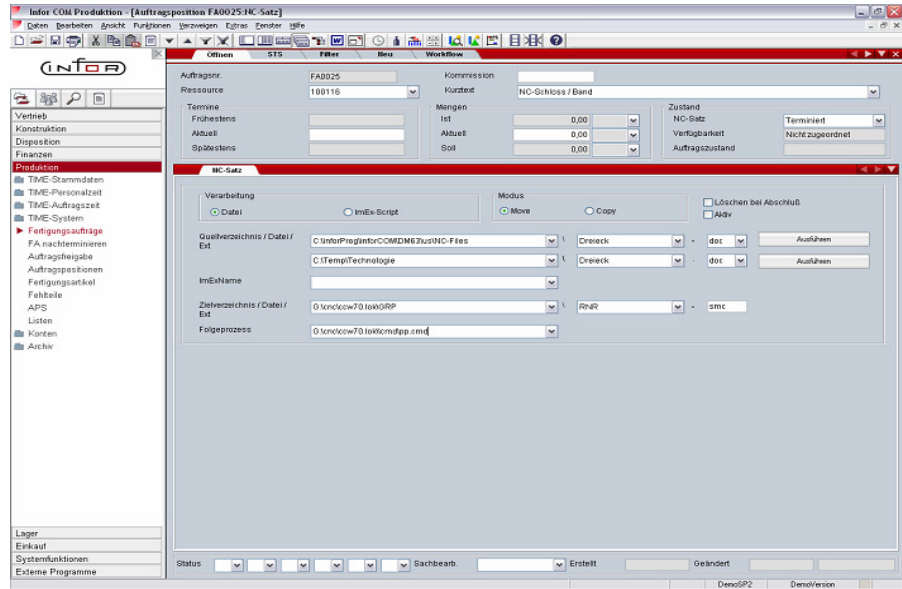 Infor COM Produktion - [Auftragsposition FA0025:NC-Satz]
Daten Bearbeiten Ansicht Funktionen Verzweigen Extras Fenster Hilfe
infor
Öffnen STS Filter Neu Workflow
Auftragsnr. FA0025 Kommission
Ressource 100116 Kurztext NC-Schloss / Band
Termine Mengen Zustand
Frühestens Ist 0,00 NC-Satz Terminiert
Aktuell Aktuell 0,00 Verfügbarkeit Nicht zugeordnet
Spätestens Soll 0,00 Auftragszustand
Vertrieb
Konstruktion
Disposition
Finanzen
Produktion
TIME-Stammdaten
TIME-Personalzeit
TIME-Auftragszeit
TIME-System
Fertigungsaufträge
FA nachterminieren
Auftragsfreigabe
Auftragspositionen
Fertigungsartikel
Fehlteile
APS
Listen
Konten
Archiv
Lager
Einkauf
Systemfunktionen
Externe Programme
NC-Satz
Verarbeitung Modus
Datei ImEx-Script Move Copy
Löschen bei Abschluß
Aktiv
Quellverzeichnis / Datei / Ext C:\inforProg\inforCOM\DM63\us\NC-Files \ Dreieck - doc Ausführen
C:\Temp\Technologie \ Dreieck - doc Ausführen
ImExName
Zielverzeichnis / Datei / Ext G:\cnc\ccw70.lok\GRP \ RNR - smc
Folgeprozess G:\cnc\ccw70.lok\cmd\pp.cmd
Status Sachbearb. Erstellt Geändert
DemoSP2 DemoVersion